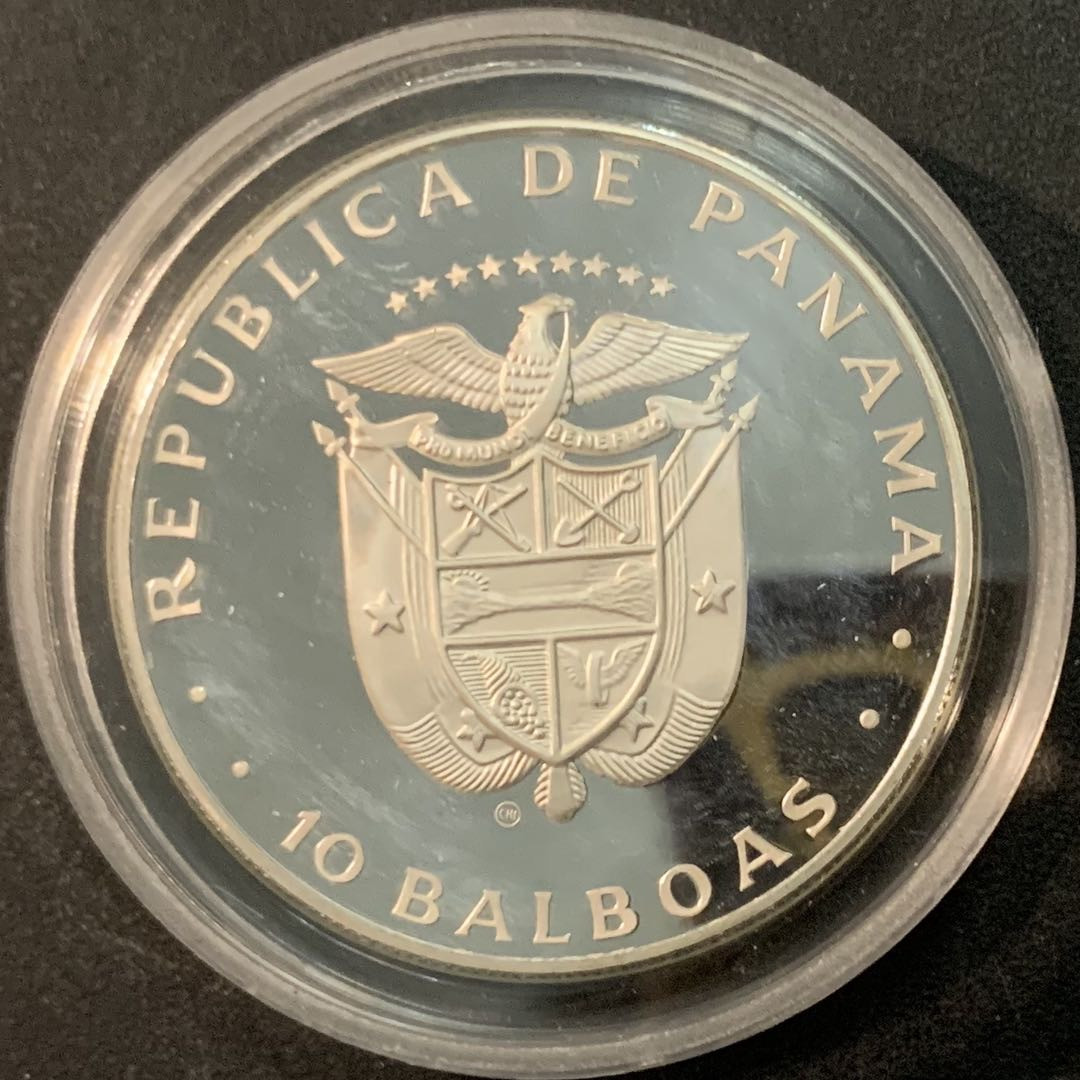 REPUBLICA DE PANAMA
PRO MUNDI BENEFICIO
10 BALBOAS